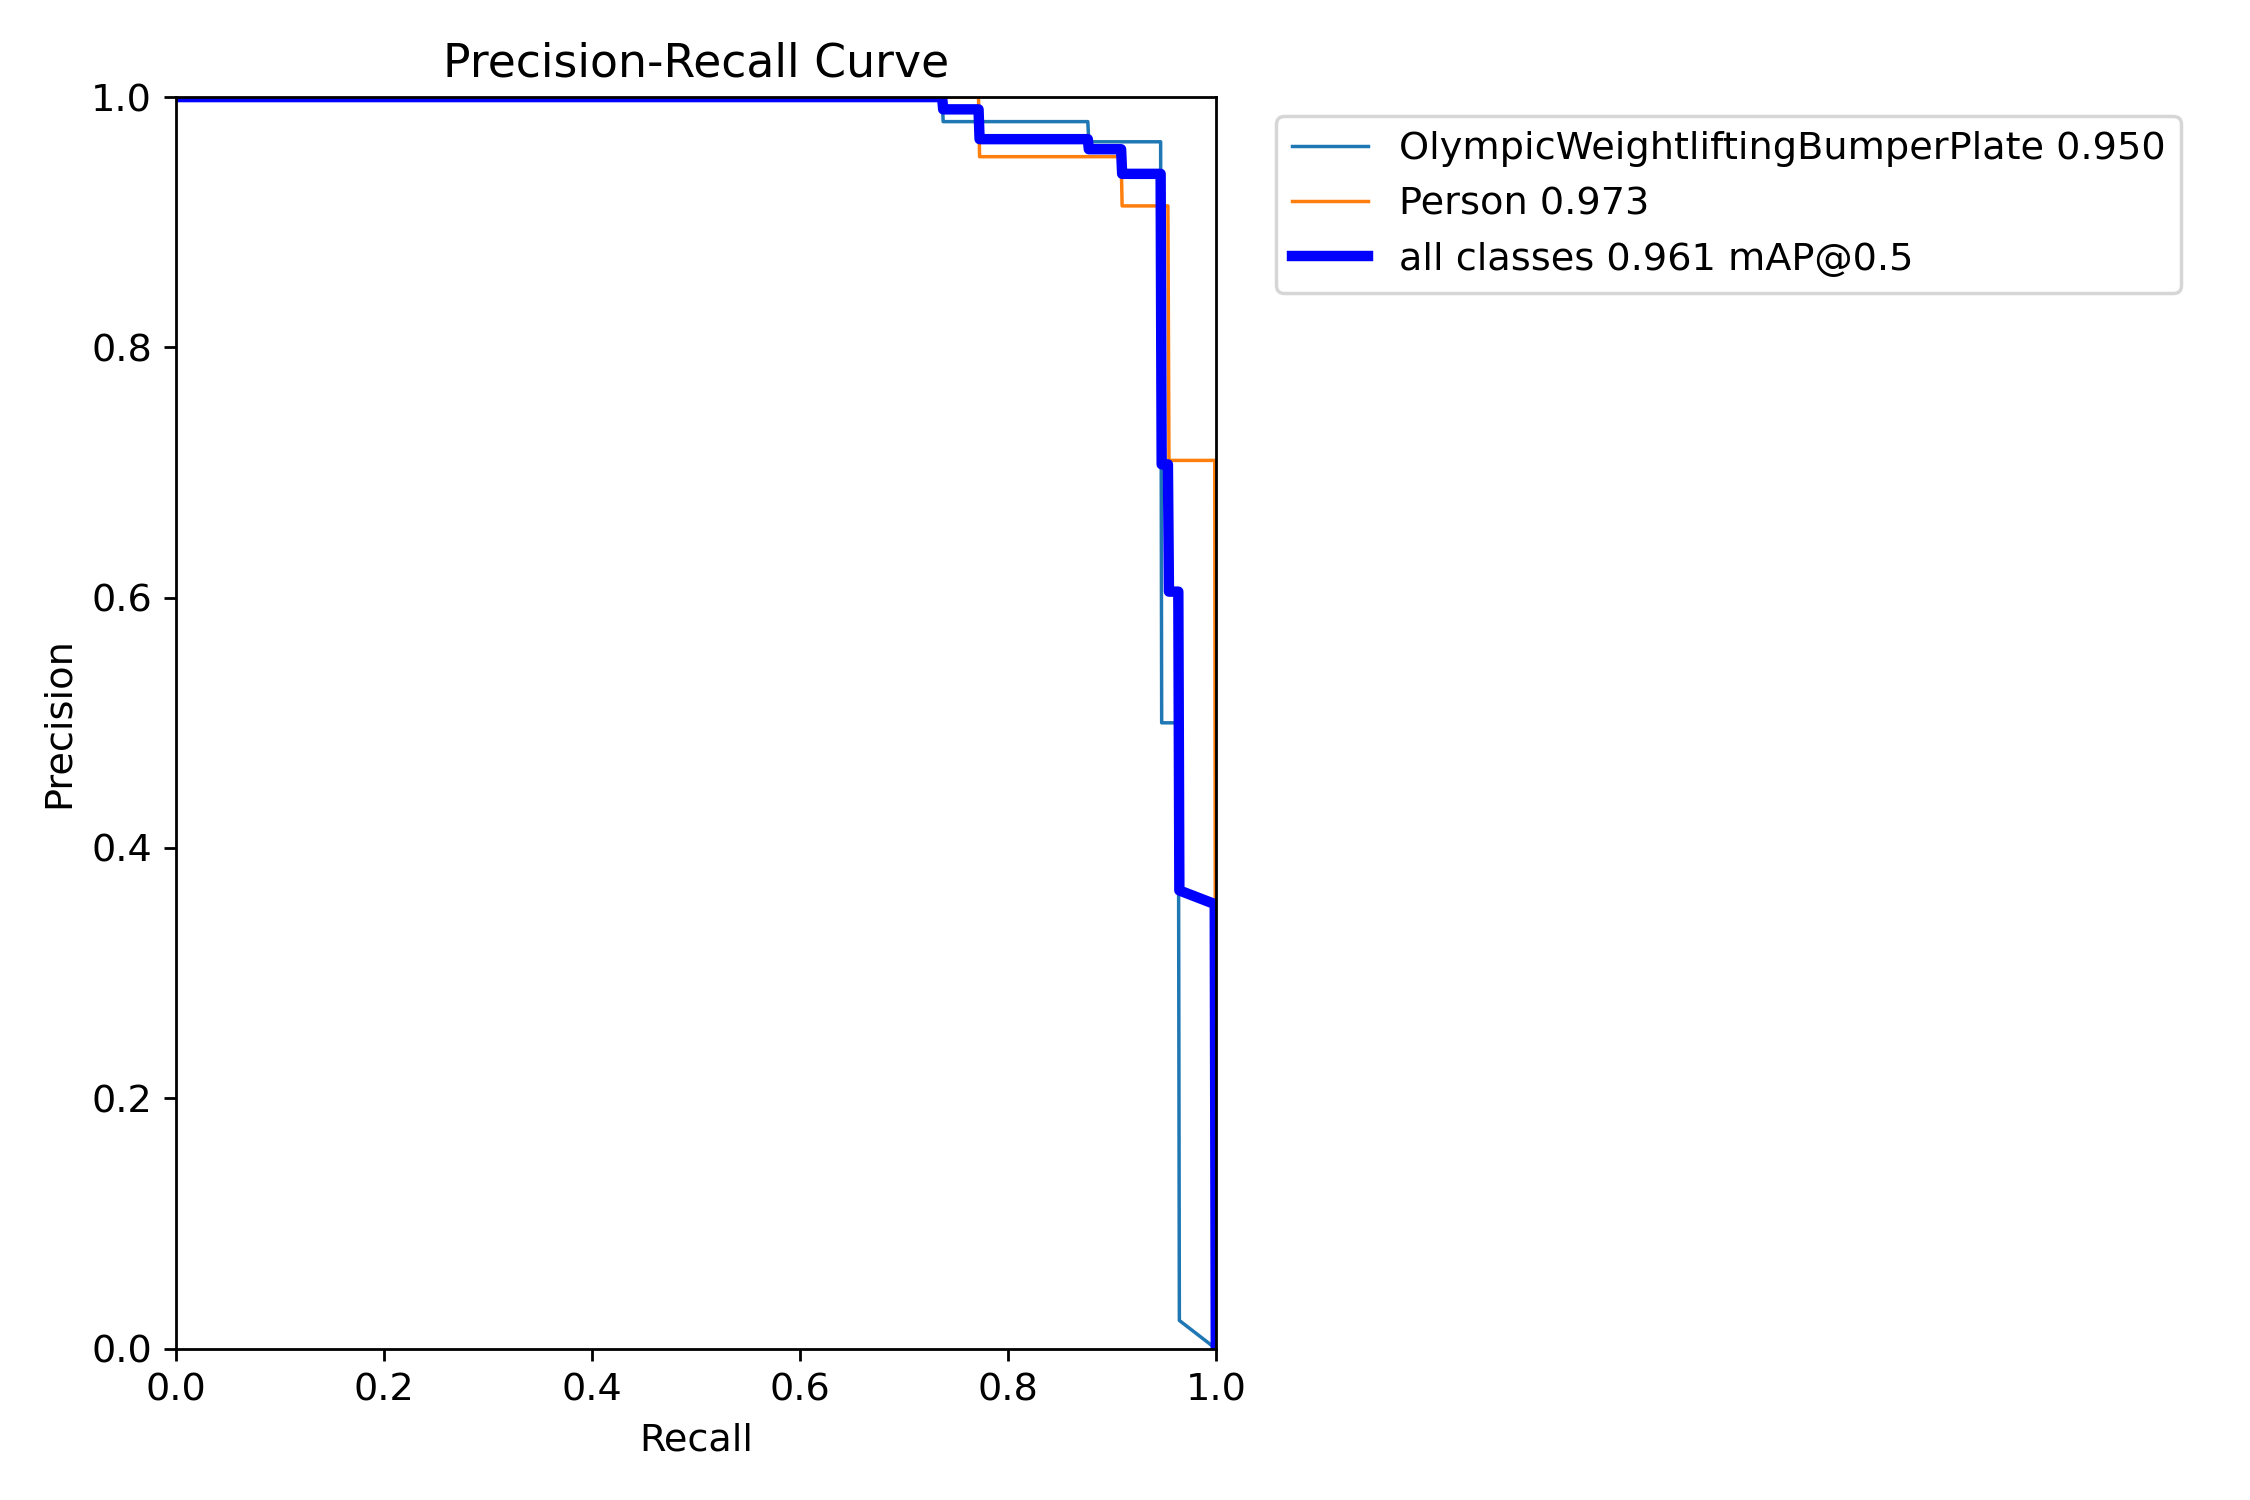 Precision-Recall Curve
1.0
0.8
0.6
0.4
0.2
0.0
Precision
0.0 0.2 0.4 0.6 0.8 1.0
Recall
OlympicWeightliftingBumperPlate 0.950
Person 0.973
all classes 0.961 mAP@0.5